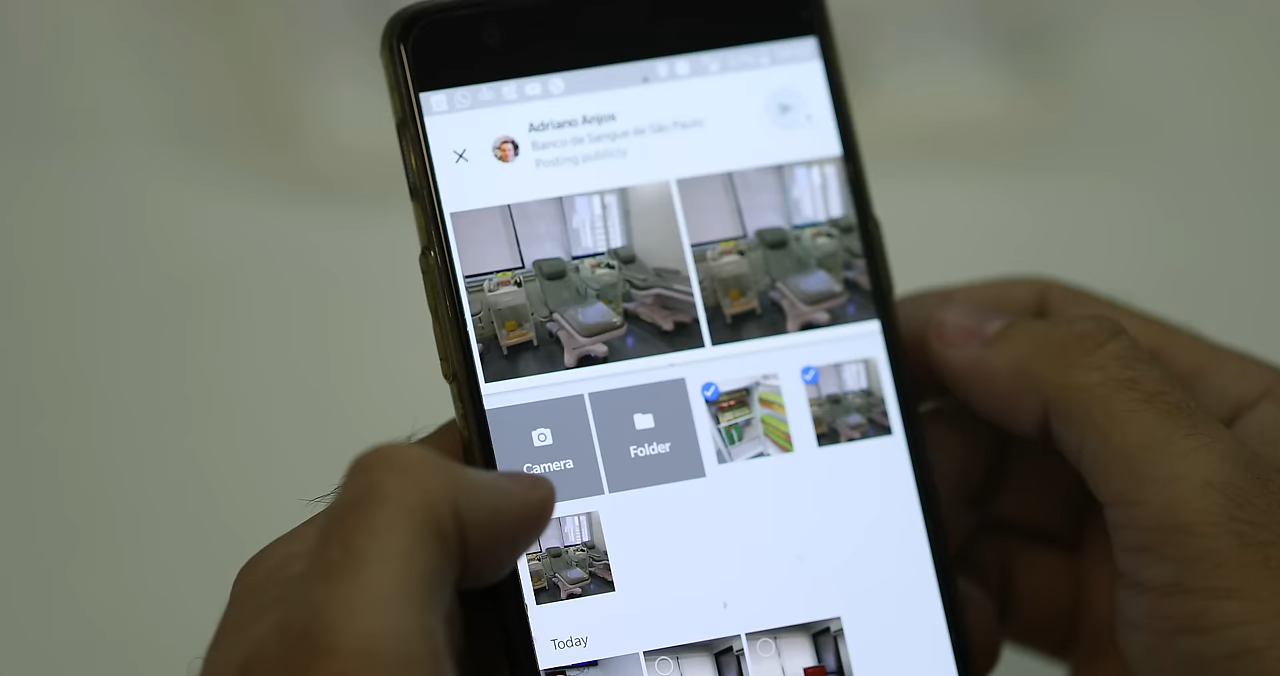 Adriano Anjos
Banco de Sangue de São Paulo
Posting publicly
Camera
Folder
Today